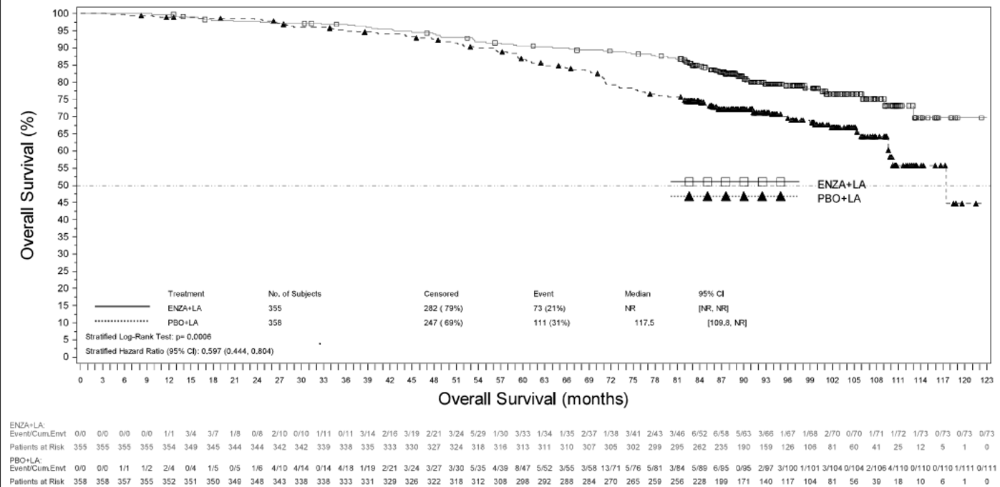 Overall Survival (%)
100
95
90
85
80
75
70
65
60
55
50
45
40
35
30
25
20
15
10
5
0
ENZA+LA
PBO+LA
Treatment No. of Subjects Censored Event Median 95% CI
ENZA+LA 355 282 ( 79%) 73 (21%) NR [NR, NR]
PBO+LA 358 247 ( 69%) 111 (31%) 117.5 [109.8, NR]
Stratified Log-Rank Test: p= 0.0006
Stratified Hazard Ratio (95% CI): 0.597 (0.444, 0.804)
0 3 6 9 12 15 18 21 24 27 30 33 36 39 42 45 48 51 54 57 60 63 66 69 72 75 78 81 84 87 90 93 96 99 102 105 108 111 114 117 120 123
Overall Survival (months)
ENZA+LA:
Event/Cum.Envt 0/0 0/0 0/0 0/0 1/1 3/4 3/7 1/8 0/8 2/10 0/10 1/11 0/11 3/14 2/16 3/19 2/21 3/24 5/29 1/30 3/33 1/34 1/35 2/37 1/38 3/41 2/43 3/46 6/52 6/58 5/63 3/66 1/67 1/68 2/70 0/70 1/71 1/72 1/73 0/73 0/73 0/73
Patients at Risk 355 355 355 355 354 349 345 344 344 342 342 339 338 335 333 330 327 324 318 316 313 311 310 307 305 302 299 295 262 235 190 159 126 106 81 60 41 25 12 5 1 0
PBO+LA:
Event/Cum.Envt 0/0 0/0 1/1 1/2 2/4 0/4 1/5 0/5 1/6 4/10 4/14 0/14 4/18 1/19 2/21 3/24 3/27 3/30 5/35 4/39 8/47 5/52 3/55 3/58 13/71 5/76 5/81 3/84 5/89 6/95 0/95 2/97 3/100 1/101 3/104 0/104 2/106 4/110 0/110 0/110 1/111 0/111
Patients at Risk 358 358 357 355 352 351 350 349 348 343 338 338 333 331 329 326 322 318 312 308 298 292 288 284 270 265 259 256 228 199 171 140 117 104 81 56 39 18 10 6 1 0